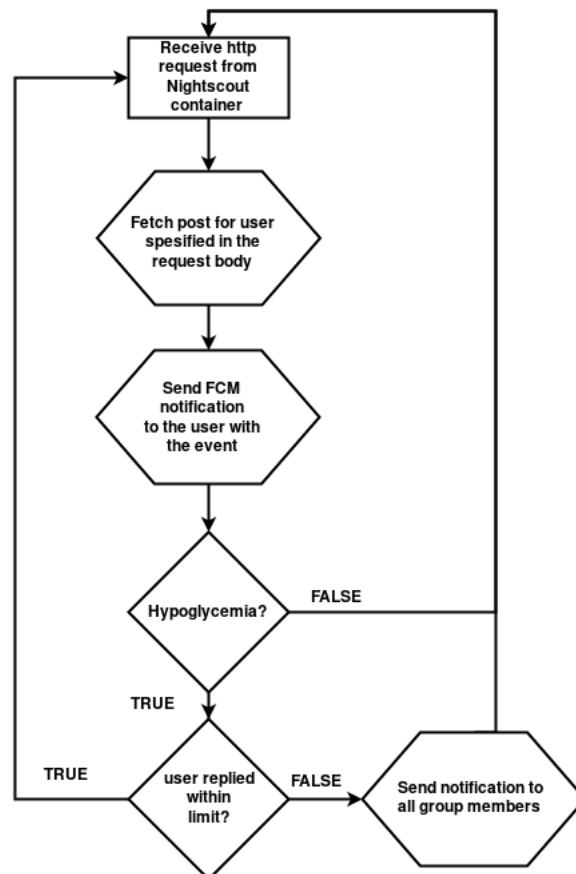 Receive http
request from
Nightscout
container
Fetch post for user
spesified in the
request body
Send FCM
notification
to the user with
the event
Hypoglycemia?
FALSE
TRUE
user replied
within
limit?
TRUE
FALSE
Send notification to
all group members